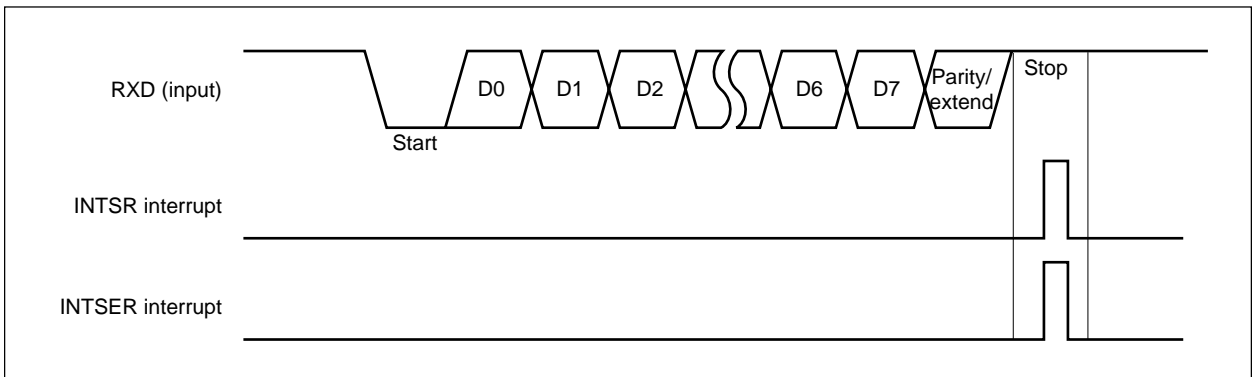 RXD (input)
Start
D0
D1
D2
D6
D7
Parity/
extend
Stop
INTSR interrupt
INTSER interrupt